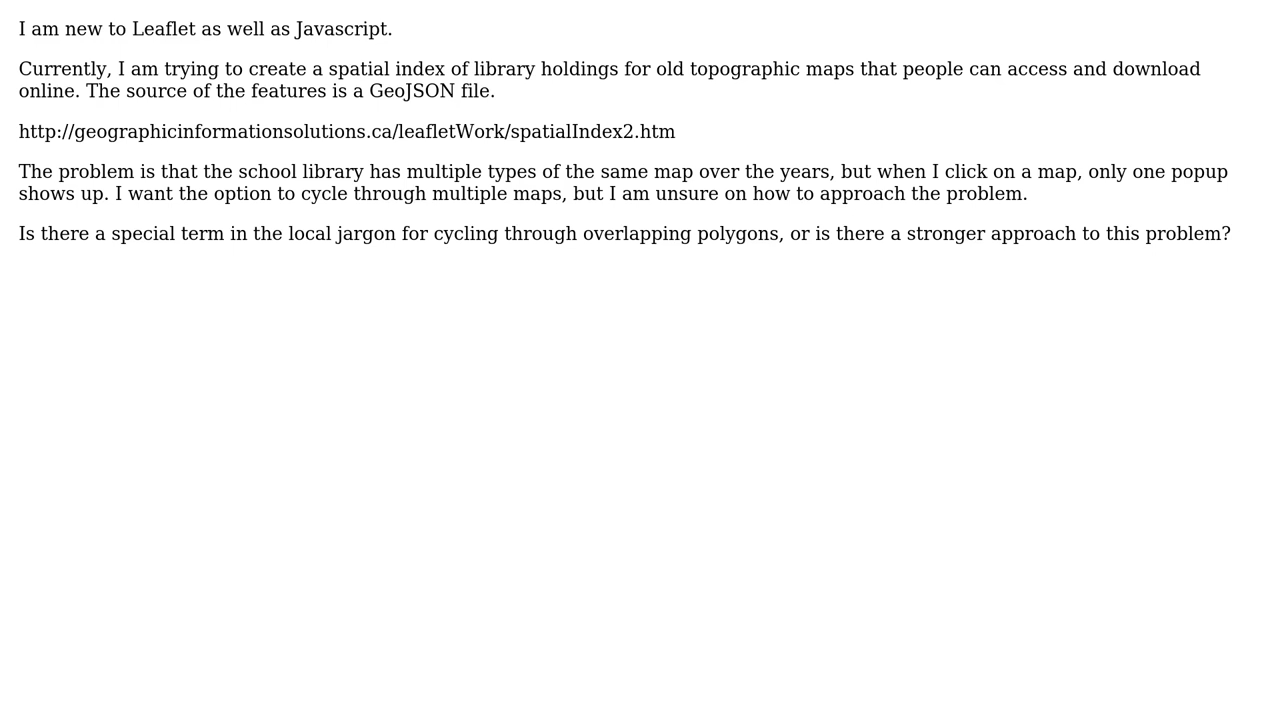 I am new to Leaflet as well as Javascript.
Currently, I am trying to create a spatial index of library holdings for old topographic maps that people can access and download
online. The source of the features is a GeoJSON file.
http://geographicinformationsolutions.ca/leafletWork/spatialIndex2.htm
The problem is that the school library has multiple types of the same map over the years, but when I click on a map, only one popup
shows up. I want the option to cycle through multiple maps, but I am unsure on how to approach the problem.
Is there a special term in the local jargon for cycling through overlapping polygons, or is there a stronger approach to this problem?